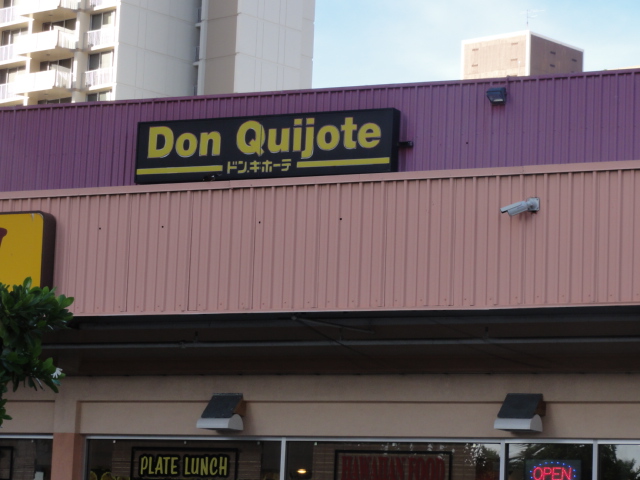 Don Quijote
ドン.キホーテ
PLATE LUNCH
HAWAIIAN FOOD
OPEN